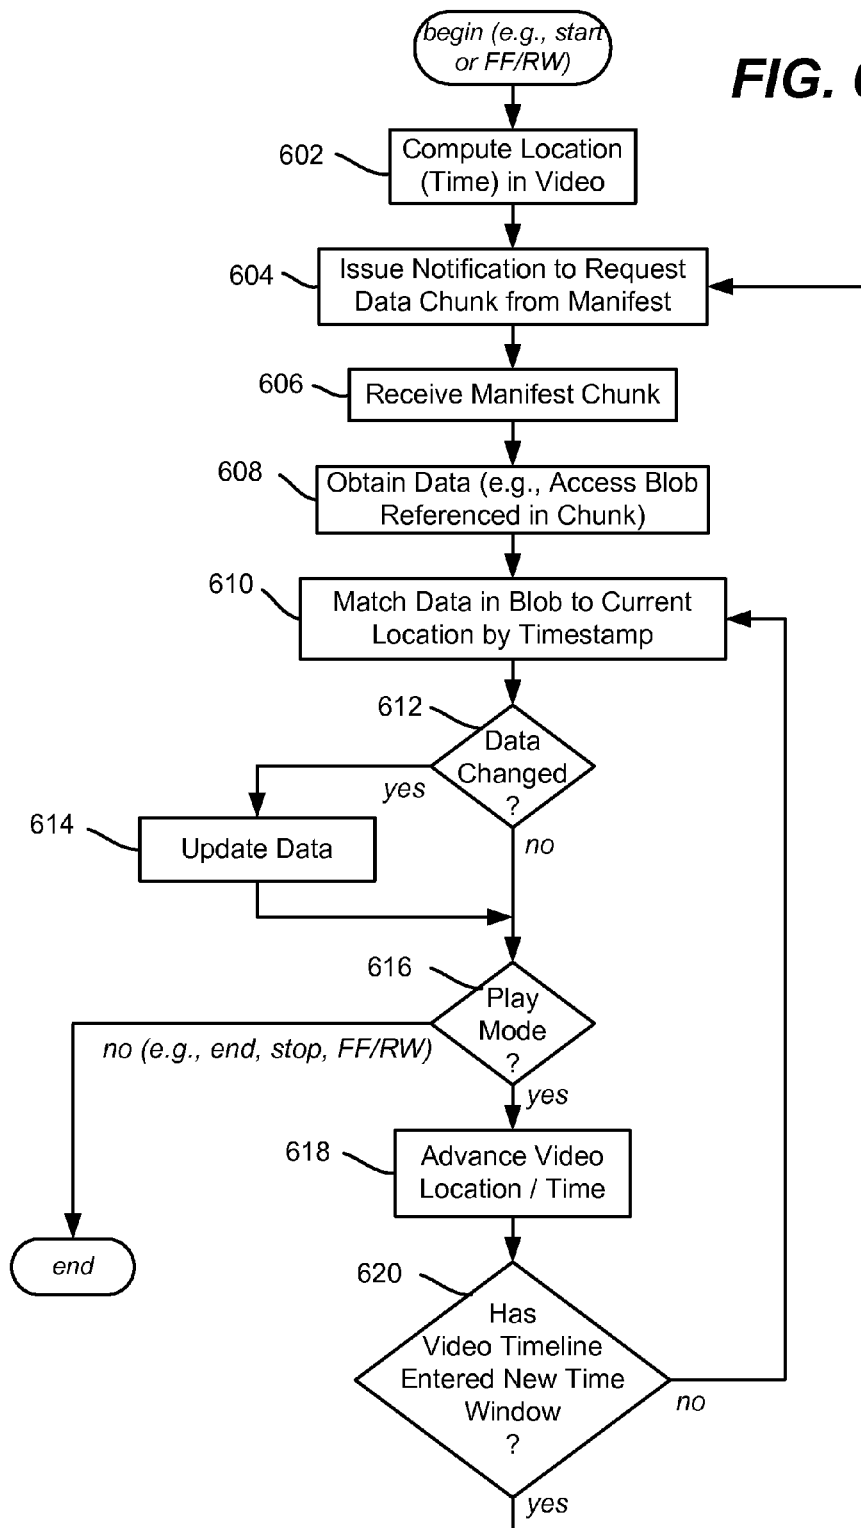 begin (e.g., start
or FF/RW)
FIG. 6
602
Compute Location
(Time) in Video
604
Issue Notification to Request
Data Chunk from Manifest
606
Receive Manifest Chunk
608
Obtain Data (e.g., Access Blob
Referenced in Chunk)
610
Match Data in Blob to Current
Location by Timestamp
612
Data
Changed
?
yes
no
614
Update Data
616
Play
Mode
?
no (e.g., end, stop, FF/RW)
yes
618
Advance Video
Location / Time
end
620
Has
Video Timeline
Entered New Time
Window
?
no
yes